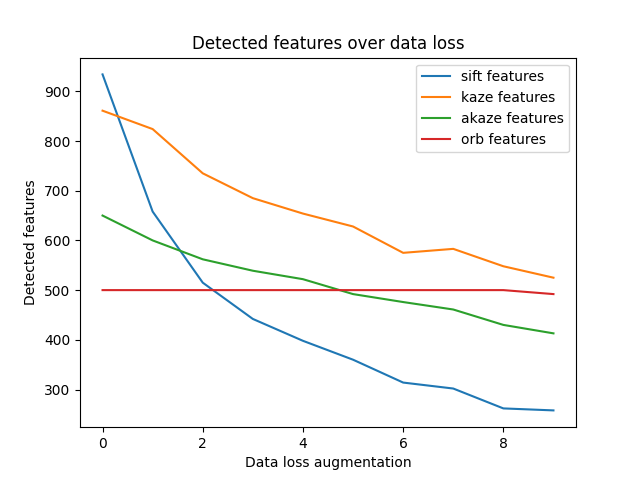 Detected features over data loss
sift features
kaze features
akaze features
orb features
Detected features
900
800
700
600
500
400
300
0 2 4 6 8
Data loss augmentation